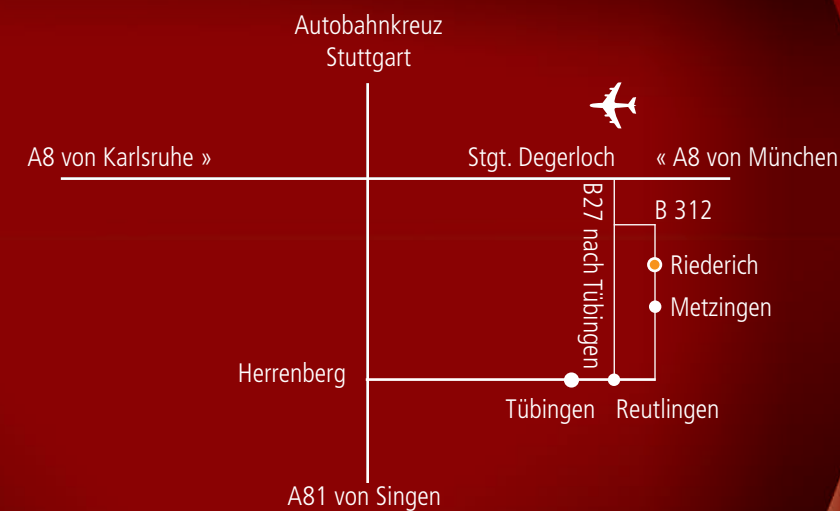 Autobahnkreuz
Stuttgart
A8 von Karlsruhe »
Stgt. Degerloch
« A8 von München
B27 nach Tübingen
B 312
Riederich
Metzingen
Herrenberg
Tübingen
Reutlingen
A81 von Singen